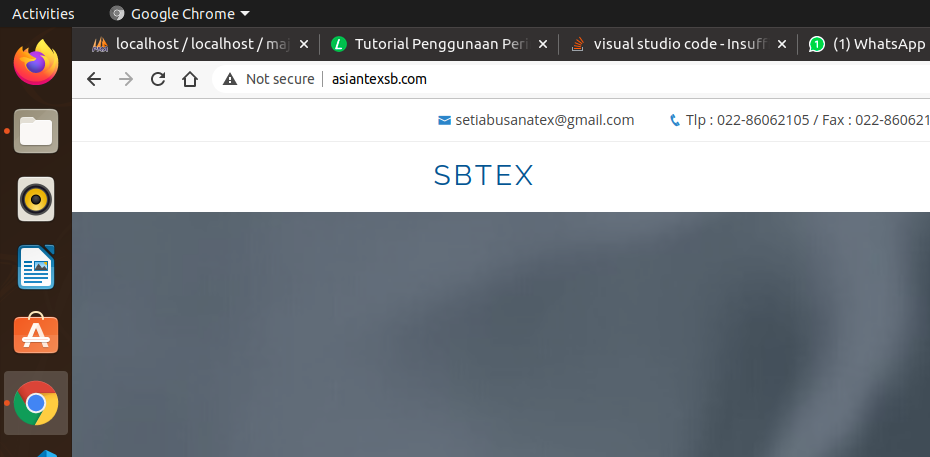 Activities Google Chrome
localhost / localhost / maj Tutorial Penggunaan Peri visual studio code - Insuff (1) WhatsApp
Not secure asiantexsb.com
setiabusanatex@gmail.com Tlp : 022-86062105 / Fax : 022-860621
SBTEX